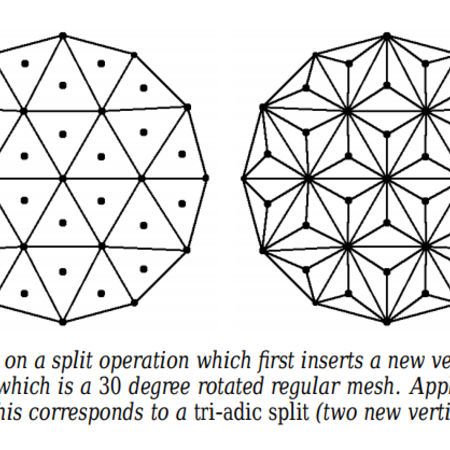 on a split operation which first inserts a new ve
which is a 30 degree rotated regular mesh. Appl
his corresponds to a tri-adic split (two new verti